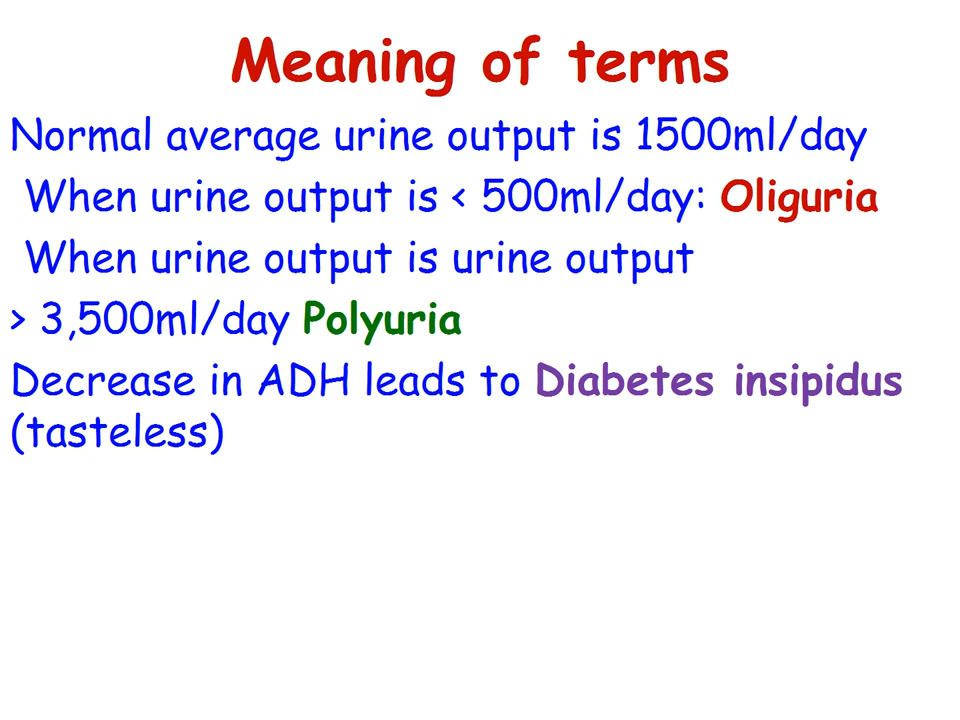 Meaning of terms
Normal average urine output is 1500ml/day
When urine output is < 500ml/day: Oliguria
When urine output is urine output
> 3,500ml/day Polyuria
Decrease in ADH leads to Diabetes insipidus
(tasteless)